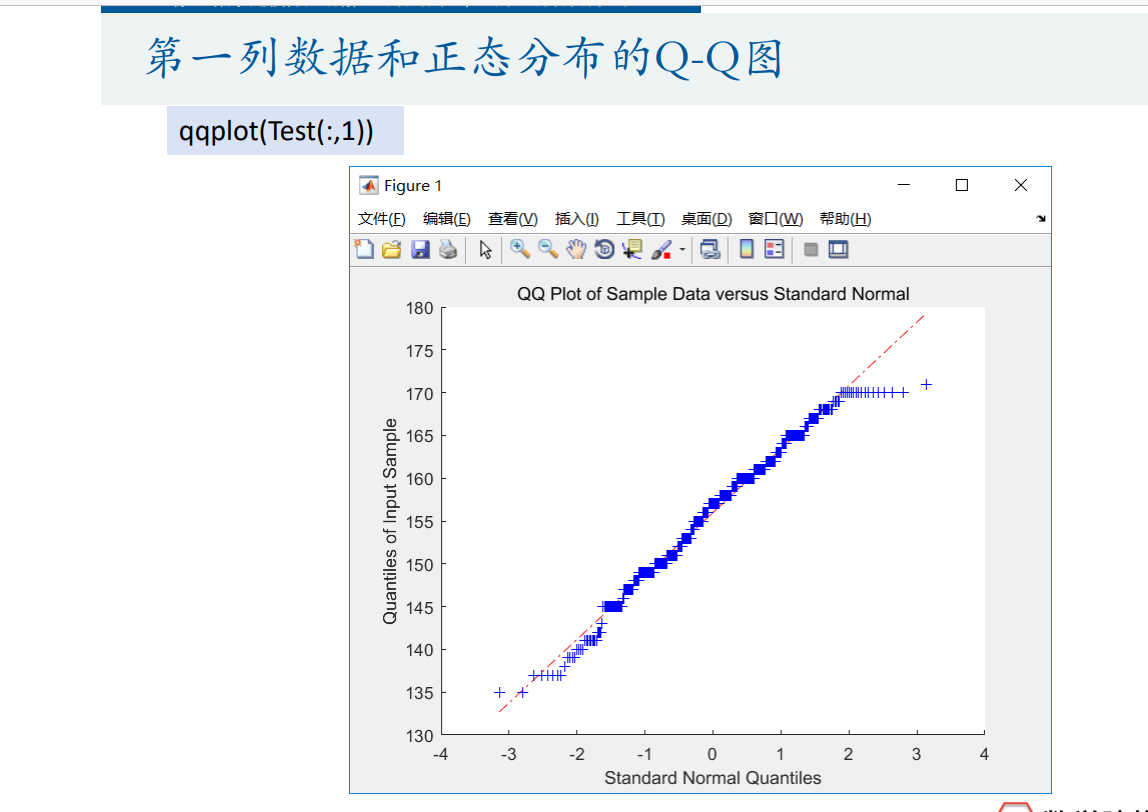 第一列数据和正态分布的Q-Q图
qqplot(Test(:,1))
Figure 1
文件(F) 编辑(E) 查看(V) 插入(I) 工具(T) 桌面(D) 窗口(W) 帮助(H)
QQ Plot of Sample Data versus Standard Normal
180
175
170
165
160
155
150
145
140
135
130
Quantiles of Input Sample
-4 -3 -2 -1 0 1 2 3 4
Standard Normal Quantiles